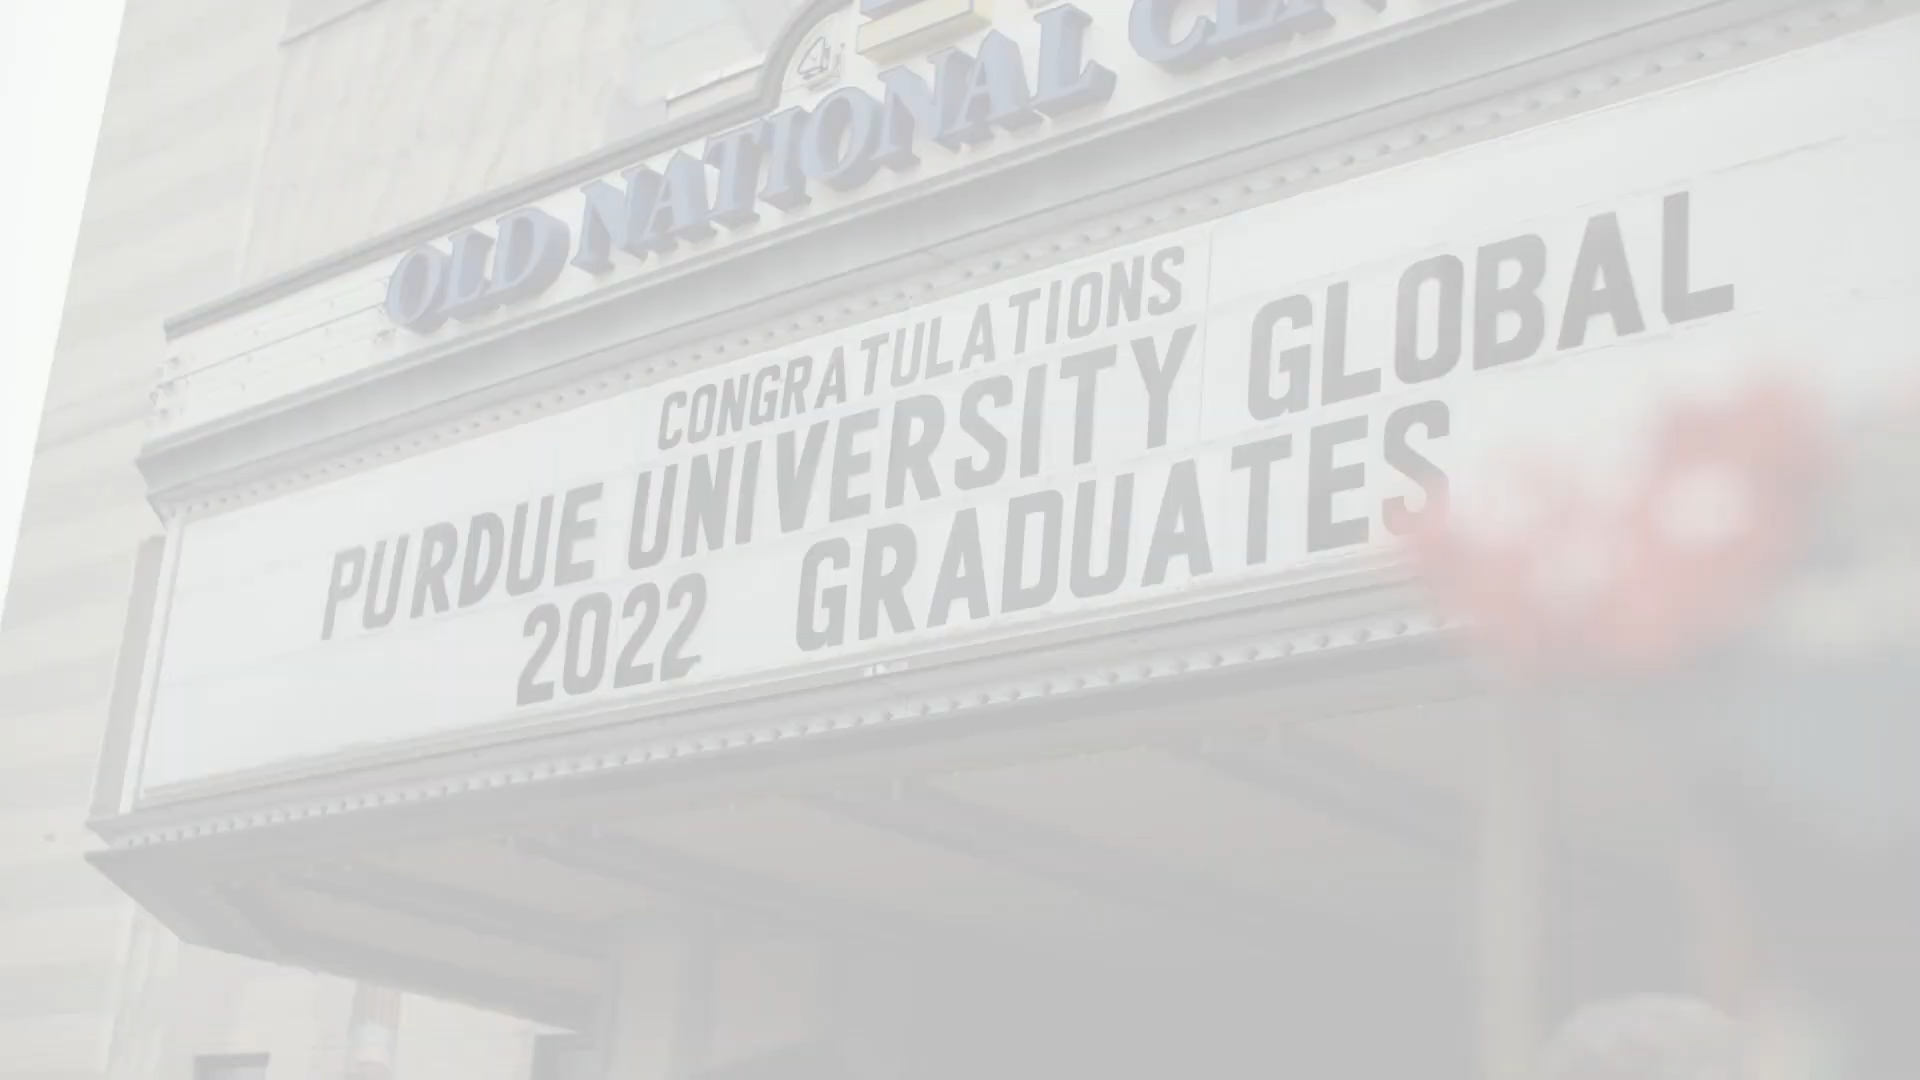 OLD NATIONAL
CONGRATULATIONS
PURDUE UNIVERSITY GLOBAL
2022 GRADUATES